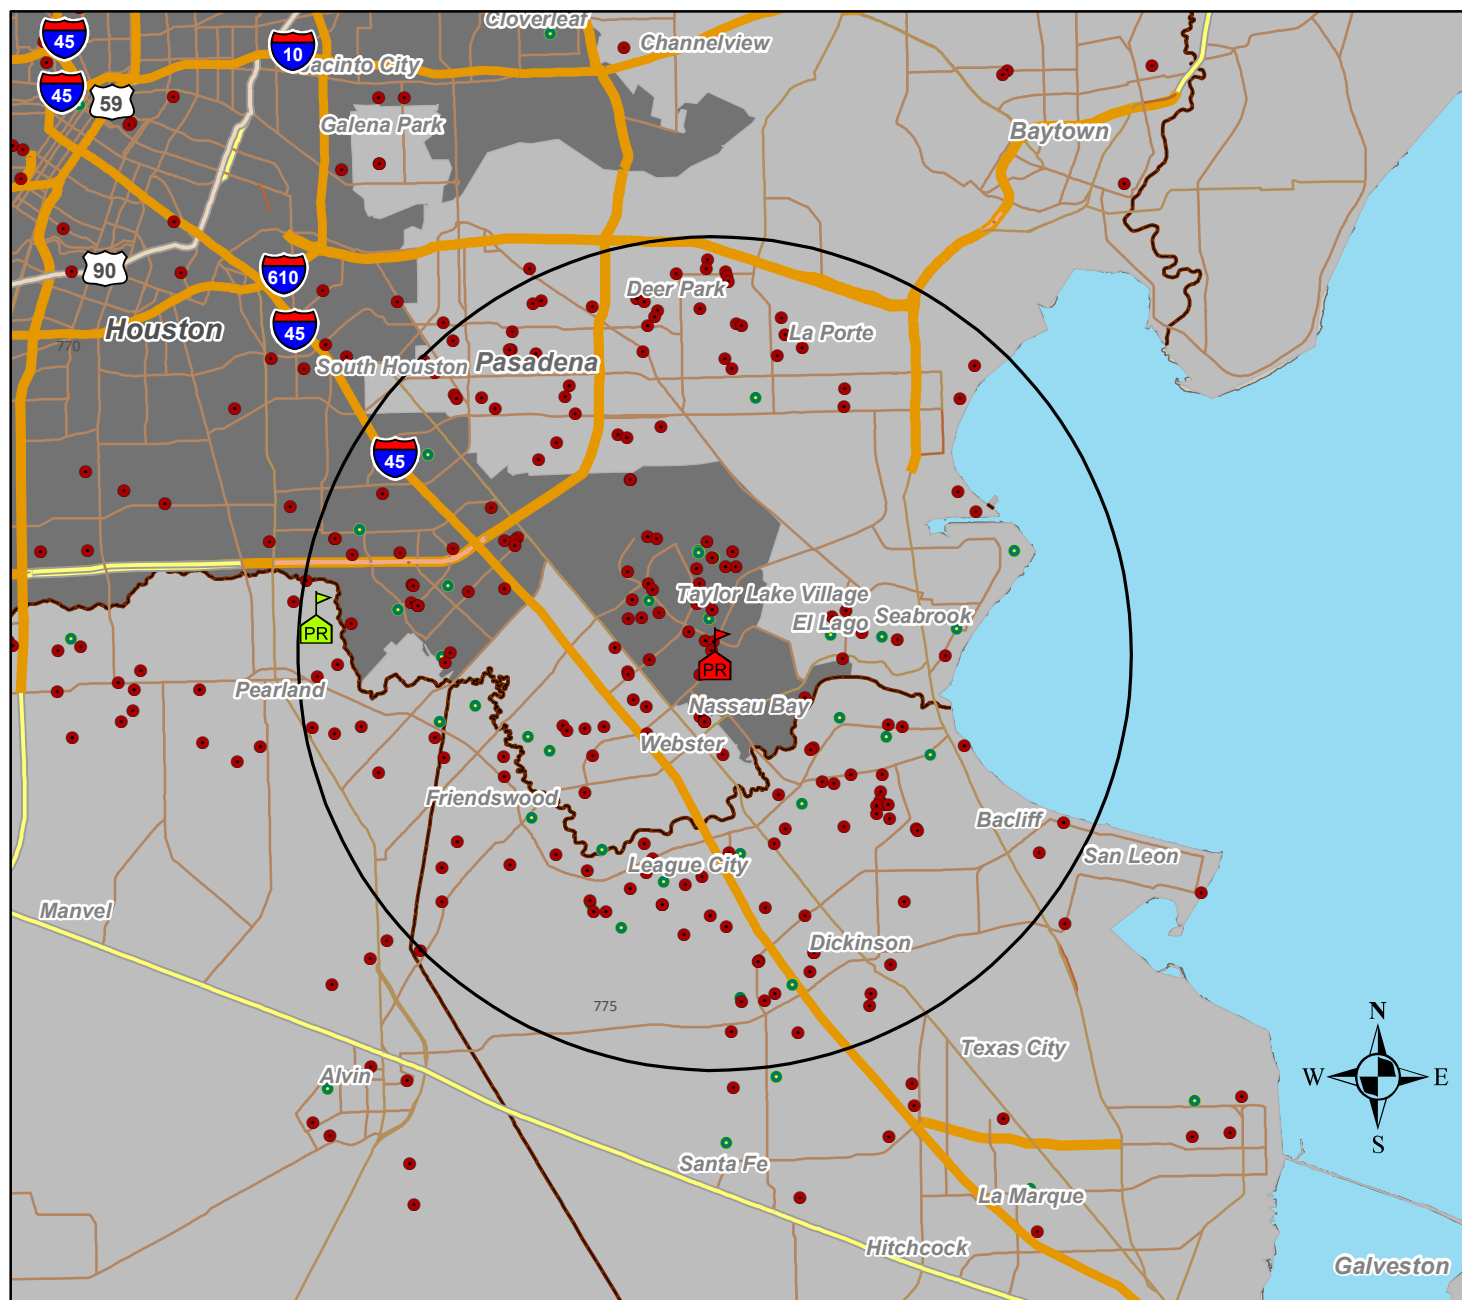 Cloverleaf
45
10
Channelview
acinto City
45
59
Galena Park
Baytown
90
610
Deer Park
Houston
45
La Porte
770
South Houston
Pasadena
45
Taylor Lake Village
El Lago
Seabrook
PR
PR
Pearland
Nassau Bay
Webster
Friendswood
Bacliff
San Leon
League City
Manvel
Dickinson
775
N
Texas City
Alvin
W
E
S
Santa Fe
La Marque
Hitchcock
Galveston